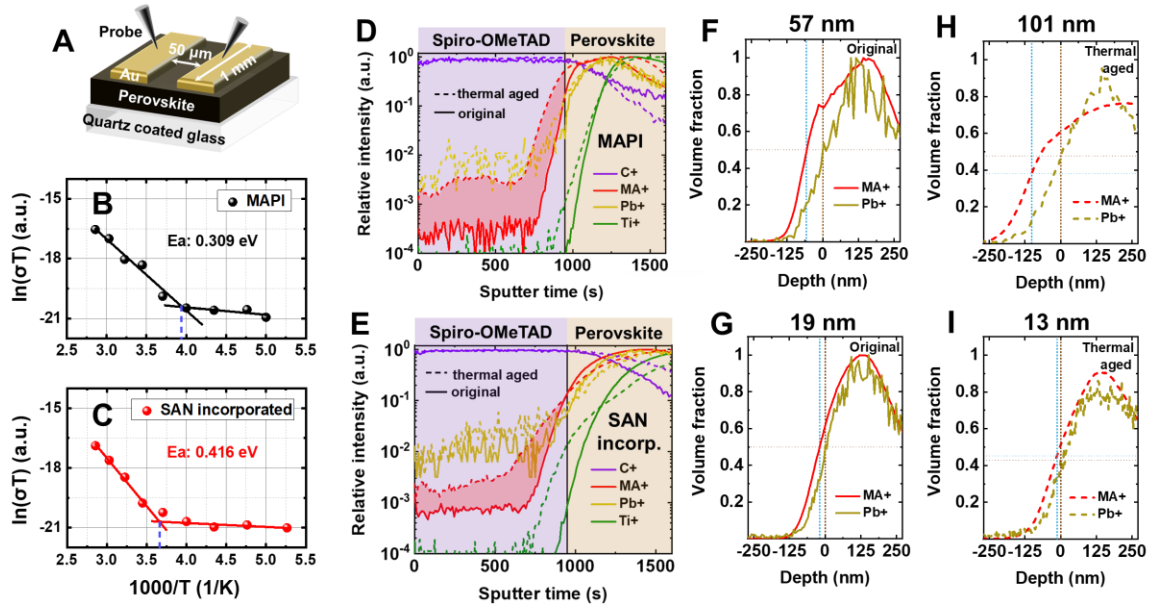 A
Probe
50 μm
1 mm
Au
Perovskite
Quartz coated glass
B
MAPI
Ea: 0.309 eV
ln(σT) (a.u.)
-15
-18
-21
2.5 3.0 3.5 4.0 4.5 5.0 5.5
C
SAN incorporated
Ea: 0.416 eV
ln(σT) (a.u.)
-15
-18
-21
-24
2.5 3.0 3.5 4.0 4.5 5.0 5.5
1000/T (1/K)
D
Spiro-OMeTAD Perovskite
thermal aged
original
MAPI
C+
MA+
Pb+
Ti+
Relative intensity (a.u.)
10⁰
10⁻¹
10⁻²
10⁻³
10⁻⁴
0 500 1000 1500
Sputter time (s)
E
Spiro-OMeTAD Perovskite
thermal aged
original
SAN
incorp.
C+
MA+
Pb+
Ti+
Relative intensity (a.u.)
10⁰
10⁻¹
10⁻²
10⁻³
10⁻⁴
0 500 1000 1500
Sputter time (s)
F
57 nm
Original
MA+
Pb+
Volume fraction
1
0.8
0.6
0.4
0.2
-250 -125 0 125 250
Depth (nm)
G
19 nm
Original
MA+
Pb+
Volume fraction
1
0.8
0.6
0.4
0.2
-250 -125 0 125 250
Depth (nm)
H
101 nm
Thermal
aged
MA+
Pb+
Volume fraction
1
0.8
0.6
0.4
0.2
-250 -125 0 125 250
Depth (nm)
I
13 nm
Thermal
aged
MA+
Pb+
Volume fraction
1
0.8
0.6
0.4
0.2
-250 -125 0 125 250
Depth (nm)